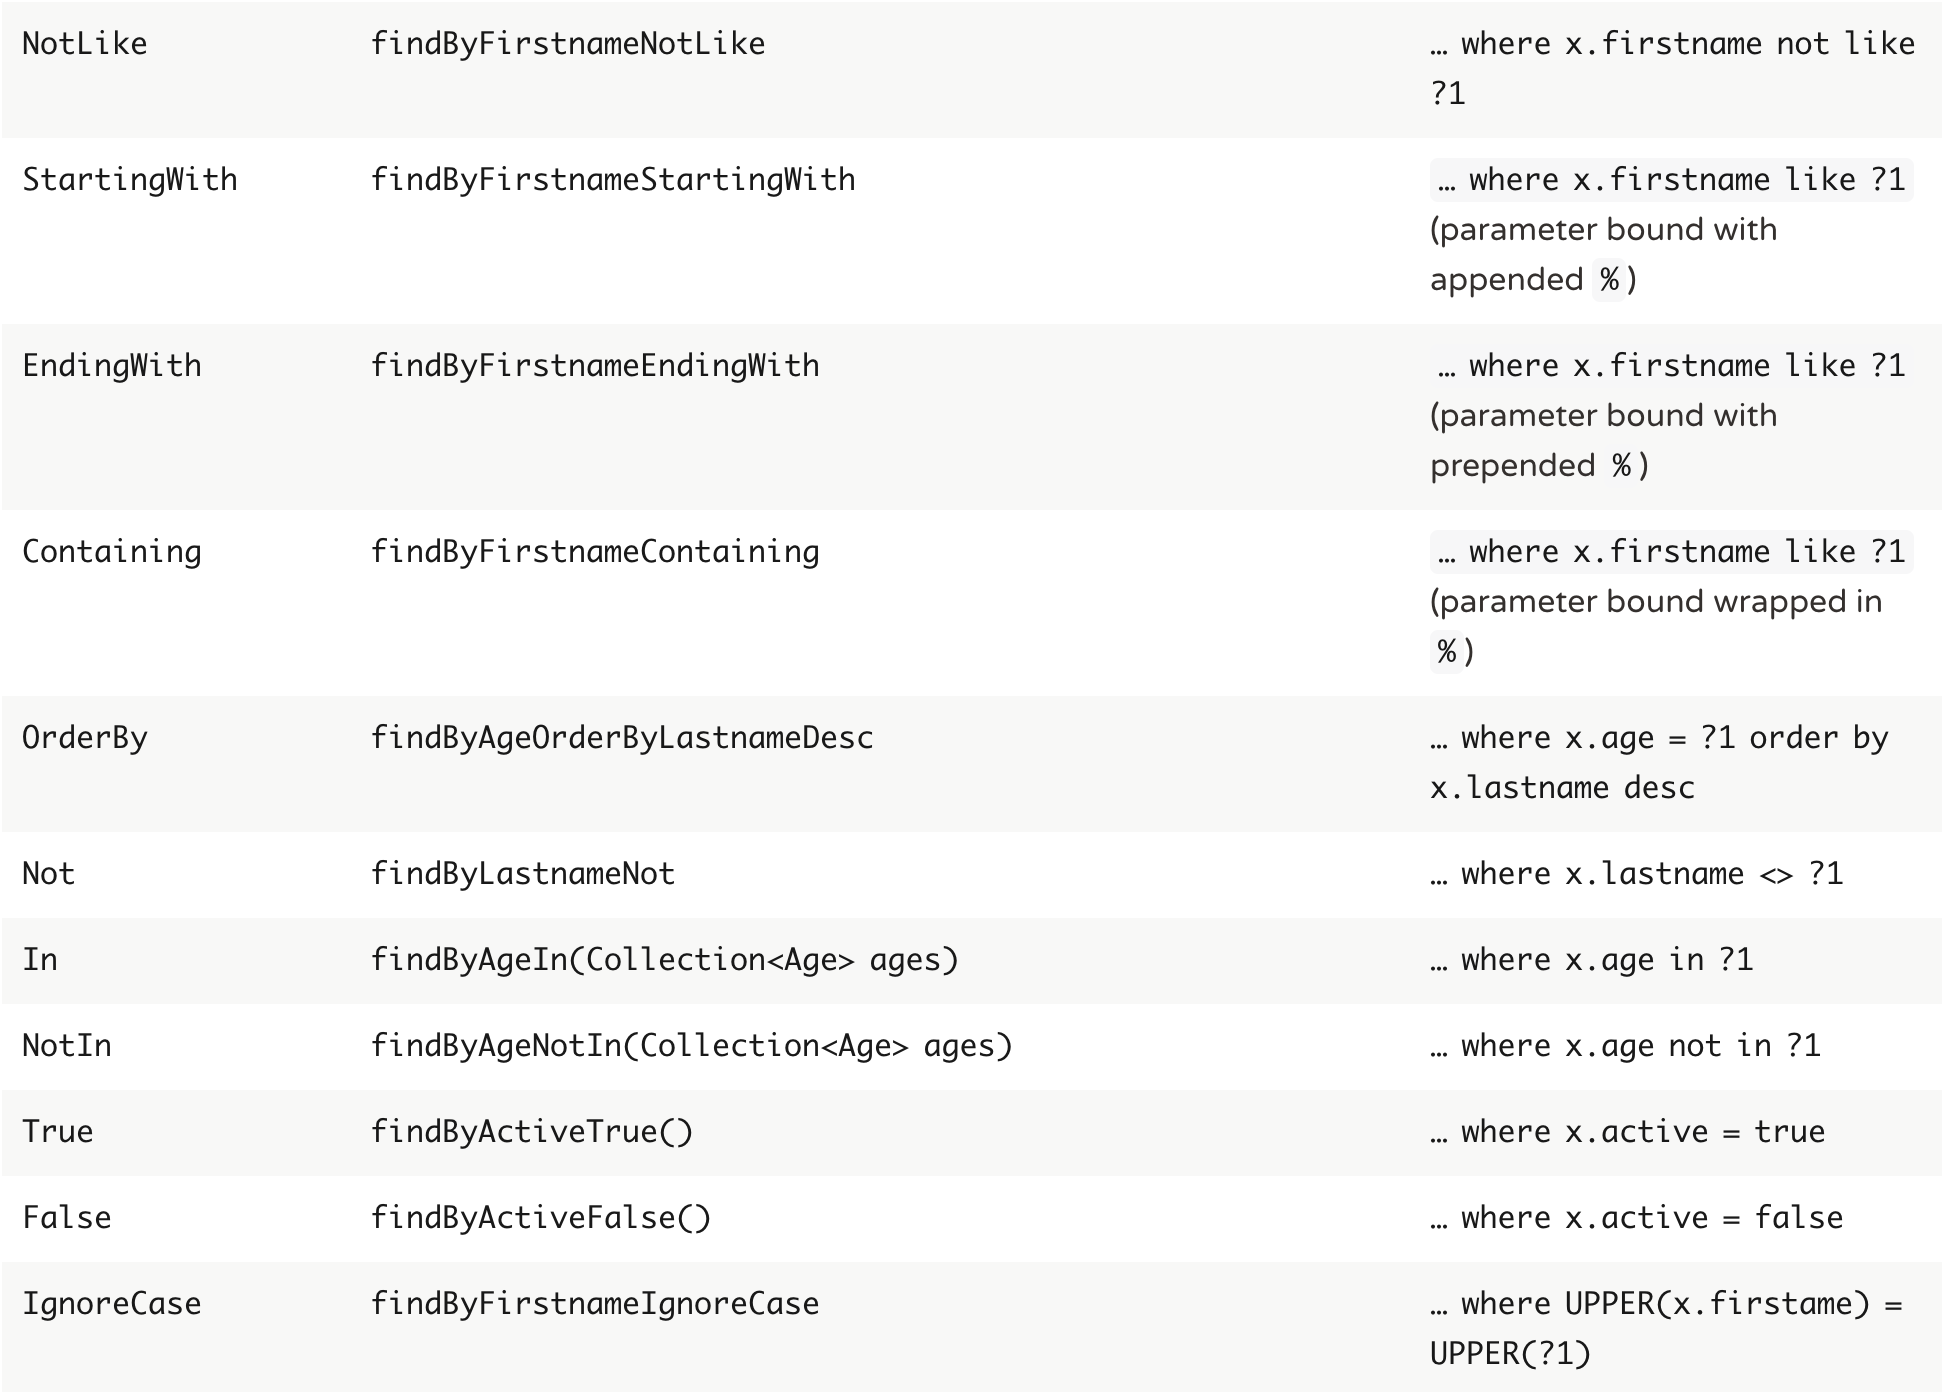 NotLike findByFirstnameNotLike … where x.firstname not like
?1
StartingWith findByFirstnameStartingWith … where x.firstname like ?1
(parameter bound with
appended %)
EndingWith findByFirstnameEndingWith … where x.firstname like ?1
(parameter bound with
prepended %)
Containing findByFirstnameContaining … where x.firstname like ?1
(parameter bound wrapped in
%)
OrderBy findByAgeOrderByLastnameDesc … where x.age = ?1 order by
x.lastname desc
Not findByLastnameNot … where x.lastname <> ?1
In findByAgeIn(Collection<Age> ages) … where x.age in ?1
NotIn findByAgeNotIn(Collection<Age> ages) … where x.age not in ?1
True findByActiveTrue() … where x.active = true
False findByActiveFalse() … where x.active = false
IgnoreCase findByFirstnameIgnoreCase … where UPPER(x.firstame) =
UPPER(?1)